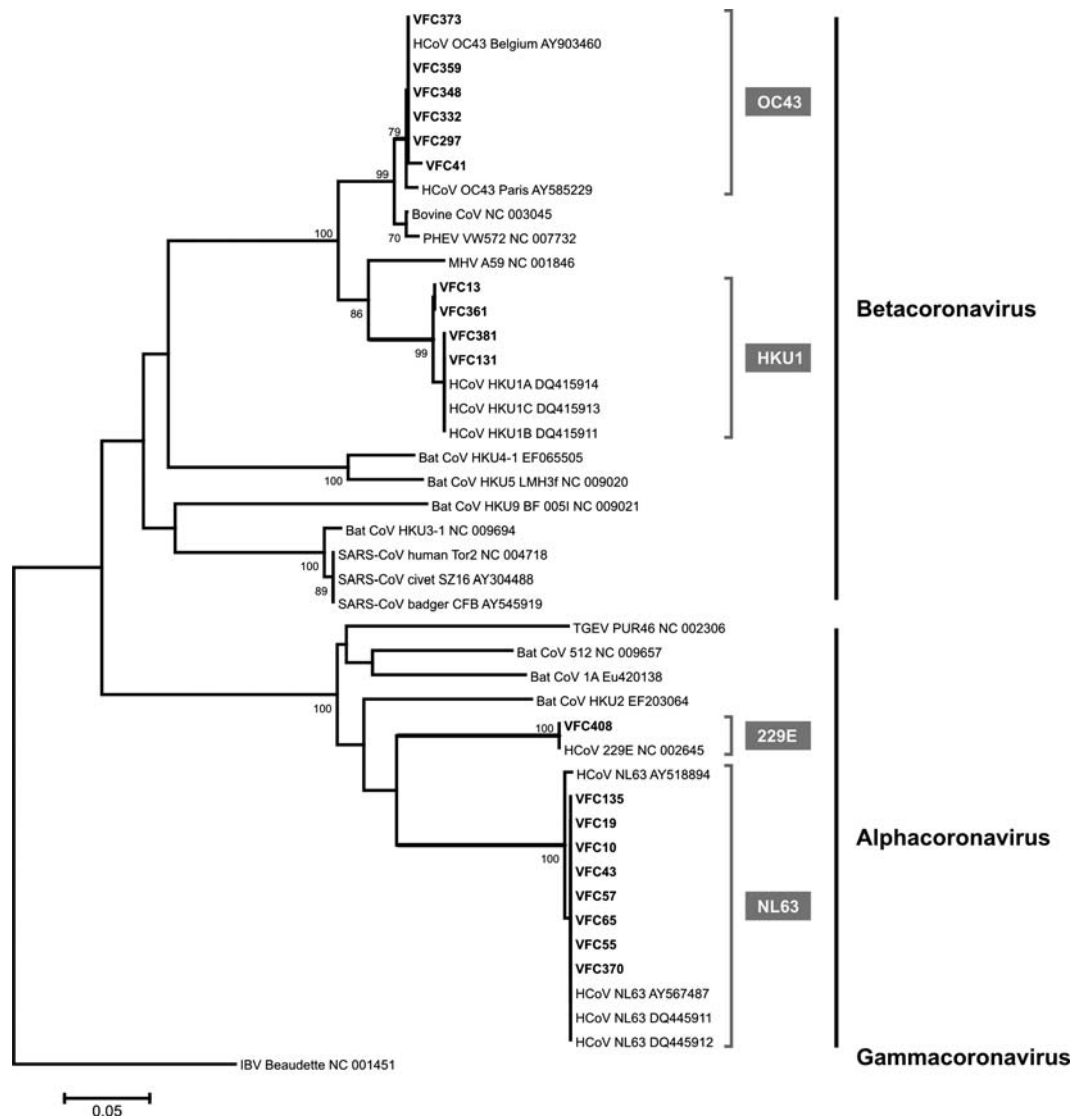 VFC373
HCoV OC43 Belgium AY903460
VFC359
VFC348
OC43
VFC332
79
VFC297
VFC41
99
HCoV OC43 Paris AY585229
Bovine CoV NC 003045
100
70
PHEV VW572 NC 007732
MHV A59 NC 001846
VFC13
86
VFC361
Betacoronavirus
VFC381
99
VFC131
HKU1
HCoV HKU1A DQ415914
HCoV HKU1C DQ415913
HCoV HKU1B DQ415911
Bat CoV HKU4-1 EF065505
100
Bat CoV HKU5 LMH3f NC 009020
Bat CoV HKU9 BF 005I NC 009021
Bat CoV HKU3-1 NC 009694
100
SARS-CoV human Tor2 NC 004718
SARS-CoV civet SZ16 AY304488
89
SARS-CoV badger CFB AY545919
TGEV PUR46 NC 002306
Bat CoV 512 NC 009657
Bat CoV 1A Eu420138
100
Bat CoV HKU2 EF203064
100
VFC408
229E
HCoV 229E NC 002645
HCoV NL63 AY518894
VFC135
VFC19
Alphacoronavirus
VFC10
100
VFC43
VFC57
NL63
VFC65
VFC55
VFC370
HCoV NL63 AY567487
HCoV NL63 DQ445911
HCoV NL63 DQ445912
Gammacoronavirus
IBV Beaudette NC 001451
0.05